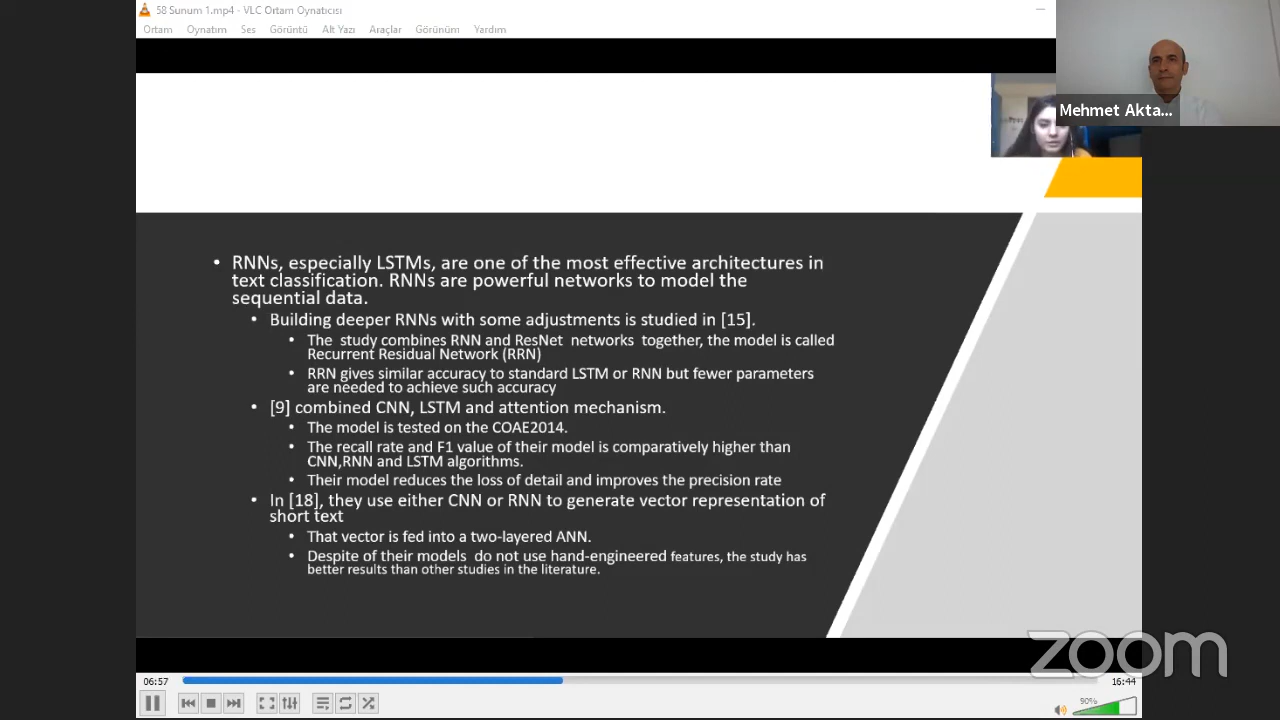 58 Sunum 1.mp4 - VLC Ortam Oynatıcısı
Ortam Oynatım Ses Görüntü Alt Yazı Araçlar Görünüm Yardım
Mehmet Akta...
• RNNs, especially LSTMs, are one of the most effective architectures in
text classification. RNNs are powerful networks to model the
sequential data.
• Building deeper RNNs with some adjustments is studied in [15].
• The study combines RNN and ResNet networks together, the model is called
Recurrent Residual Network (RRN)
• RRN gives similar accuracy to standard LSTM or RNN but fewer parameters
are needed to achieve such accuracy
• [9] combined CNN, LSTM and attention mechanism.
• The model is tested on the COAE2014.
• The recall rate and F1 value of their model is comparatively higher than
CNN,RNN and LSTM algorithms.
• Their model reduces the loss of detail and improves the precision rate
• In [18], they use either CNN or RNN to generate vector representation of
short text
• That vector is fed into a two-layered ANN.
• Despite of their models do not use hand-engineered features, the study has
better results than other studies in the literature.
zoom
06:57
16:44
90%